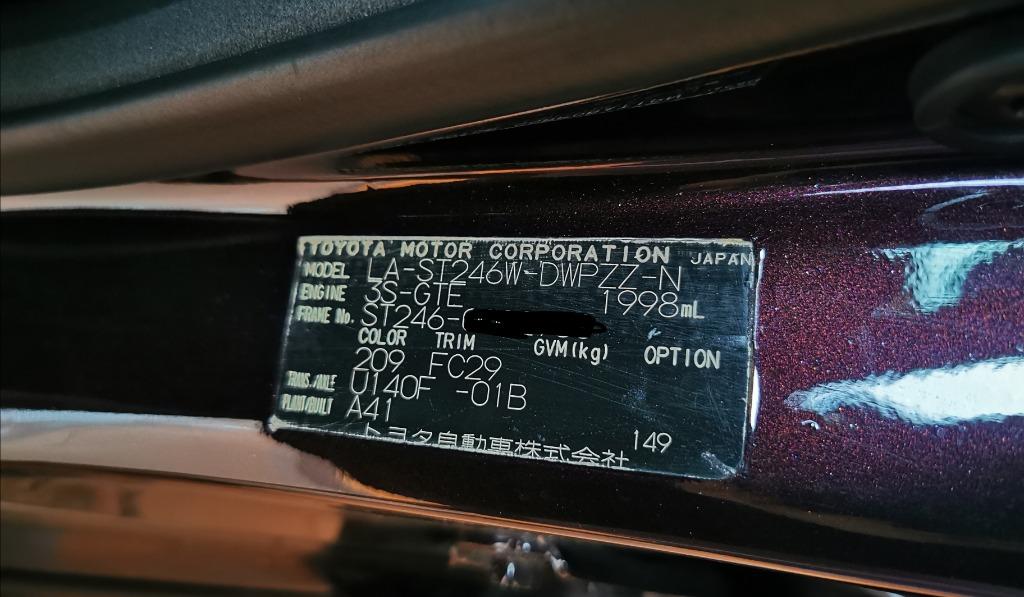 TOYOTA MOTOR CORPORATION JAPAN
MODEL LA-ST246W-DWPZZ-N
ENGINE 3S-GTE 1998mL
FRAME No. ST246-
COLOR TRIM GVM(kg) OPTION
209 FC29
TRANS./AXLE U140F -01B
PLANT/BUILT A41
トヨタ自動車株式会社 149